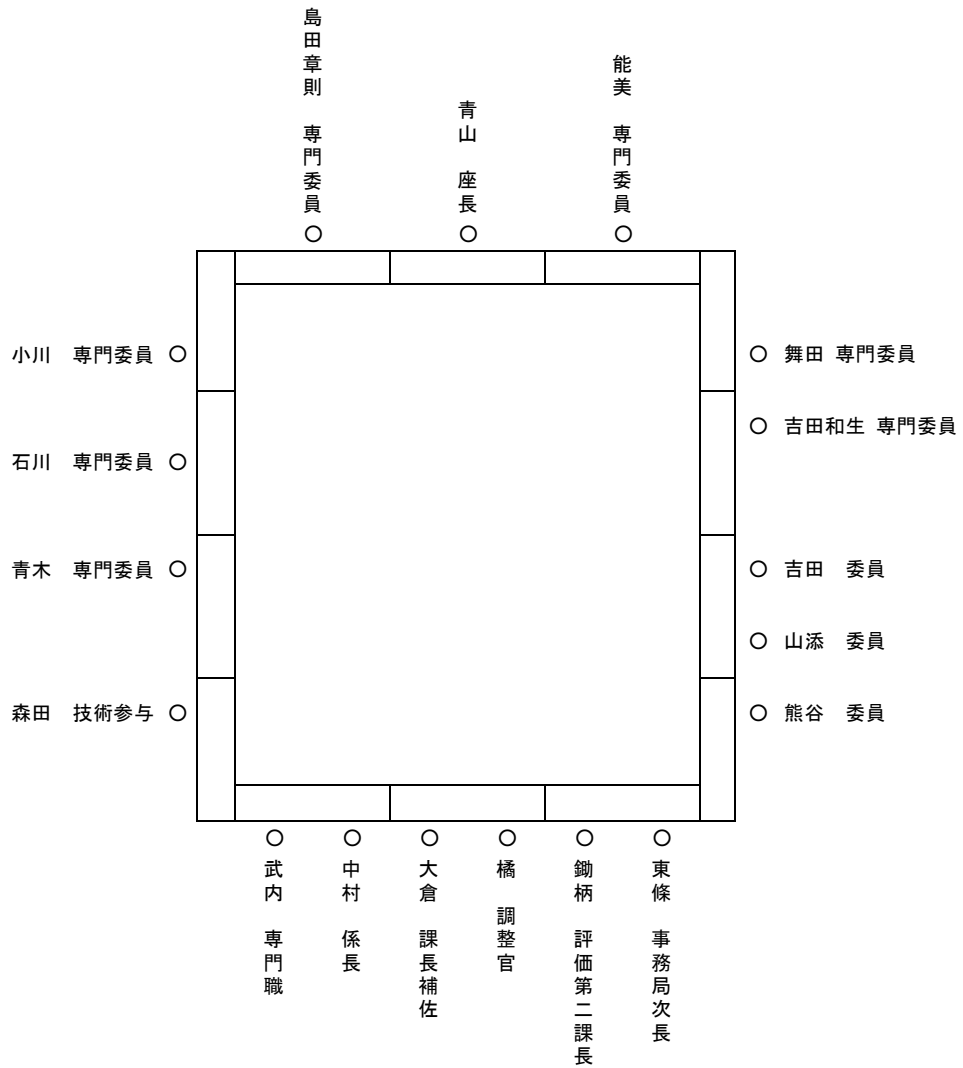 島田章則　専門委員
青山　座長
能美　専門委員
小川　専門委員
石川　専門委員
青木　専門委員
森田　技術参与
舞田 専門委員
吉田和生 専門委員
吉田　委員
山添　委員
熊谷　委員
武内　専門職
中村　係長
大倉　課長補佐
橘　調整官
鋤柄　評価第二課長
東條　事務局次長